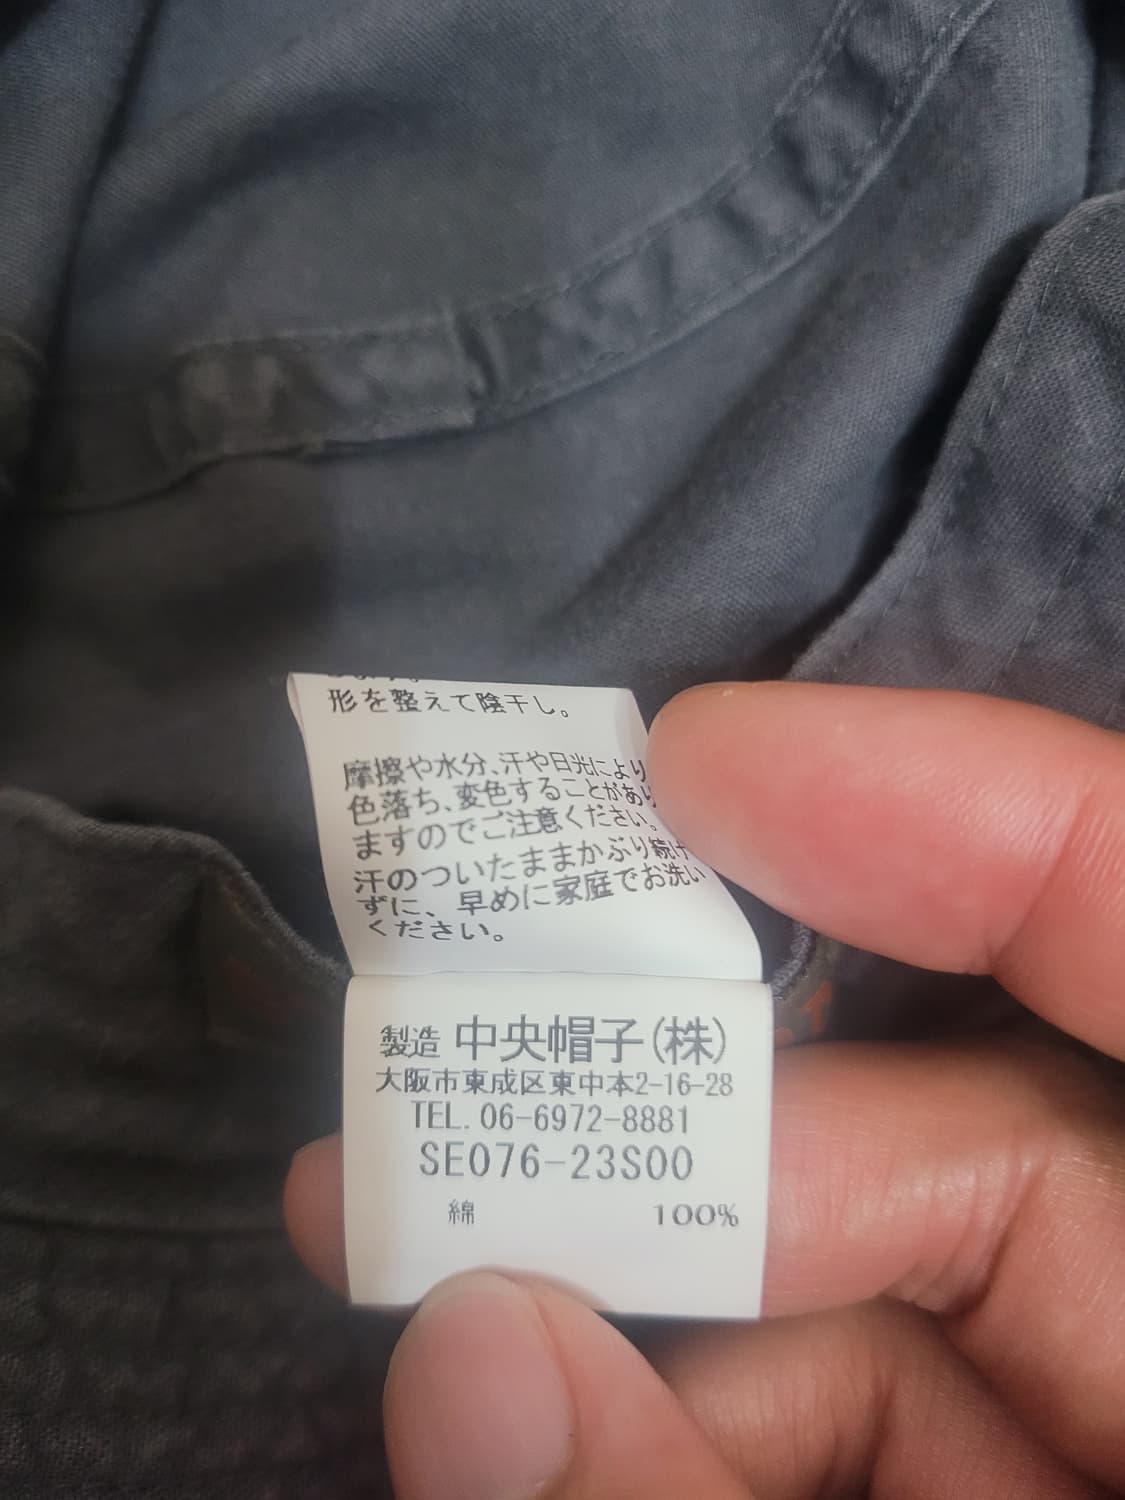 形を整えて陰干し。
摩擦や水分、汗や日光により
色落ち、変色することがあり
ますのでご注意ください。
汗のついたままかぶり続け
ずに、早めに家庭でお洗い
ください。
製造 中央帽子(株)
大阪市東成区東中本2-16-28
TEL. 06-6972-8881
SE076-23S00
綿 100%